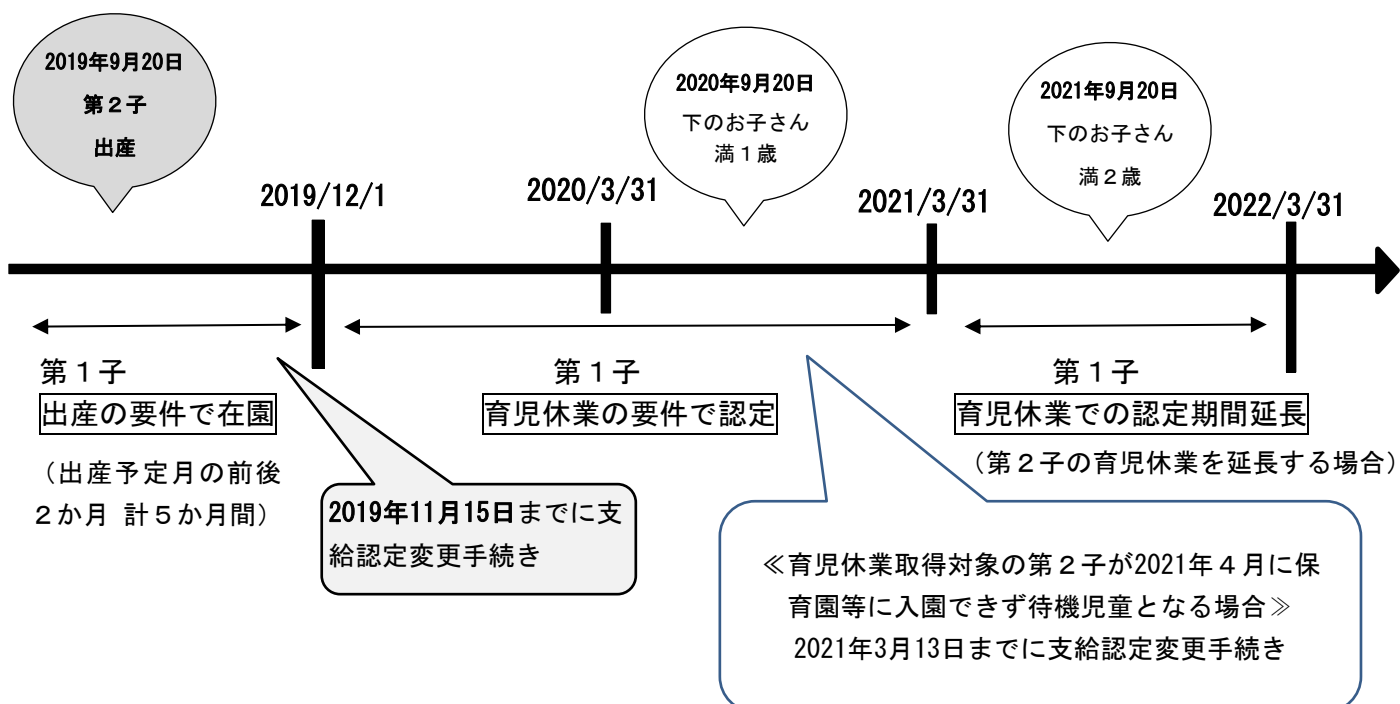 2019年9月20日
第２子
出産
2020年9月20日
下のお子さん
満１歳
2021年9月20日
下のお子さん
満２歳
2019/12/1
2020/3/31
2021/3/31
2022/3/31
第１子
出産の要件で在園
（出産予定月の前後
２か月 計５か月間）
第１子
育児休業の要件で認定
第１子
育児休業での認定期間延長
（第２子の育児休業を延長する場合）
2019年11月15日までに支
給認定変更手続き
≪育児休業取得対象の第２子が2021年４月に保
育園等に入園できず待機児童となる場合≫
2021年3月13日までに支給認定変更手続き